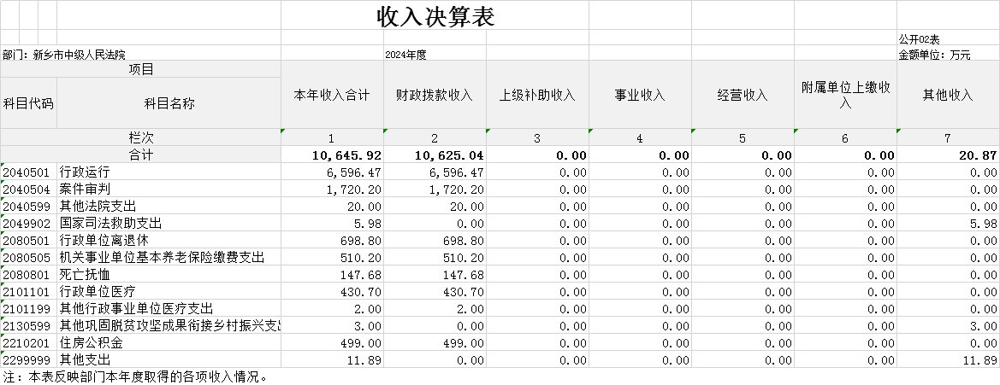 收入决算表
公开02表
部门：新乡市中级人民法院 2024年度 金额单位：万元
项目 本年收入合计 财政拨款收入 上级补助收入 事业收入 经营收入 附属单位上缴收入 其他收入
科目代码 科目名称
栏次 1 2 3 4 5 6 7
合计 10,645.92 10,625.04 0.00 0.00 0.00 0.00 20.87
2040501 行政运行 6,596.47 6,596.47 0.00 0.00 0.00 0.00 0.00
2040504 案件审判 1,720.20 1,720.20 0.00 0.00 0.00 0.00 0.00
2040599 其他法院支出 20.00 20.00 0.00 0.00 0.00 0.00 0.00
2049902 国家司法救助支出 5.98 0.00 0.00 0.00 0.00 0.00 5.98
2080501 行政单位离退休 698.80 698.80 0.00 0.00 0.00 0.00 0.00
2080505 机关事业单位基本养老保险缴费支出 510.20 510.20 0.00 0.00 0.00 0.00 0.00
2080801 死亡抚恤 147.68 147.68 0.00 0.00 0.00 0.00 0.00
2101101 行政单位医疗 430.70 430.70 0.00 0.00 0.00 0.00 0.00
2101199 其他行政事业单位医疗支出 2.00 2.00 0.00 0.00 0.00 0.00 0.00
2130599 其他巩固脱贫攻坚成果衔接乡村振兴支出 3.00 0.00 0.00 0.00 0.00 0.00 3.00
2210201 住房公积金 499.00 499.00 0.00 0.00 0.00 0.00 0.00
2299999 其他支出 11.89 0.00 0.00 0.00 0.00 0.00 11.89
注：本表反映部门本年度取得的各项收入情况。